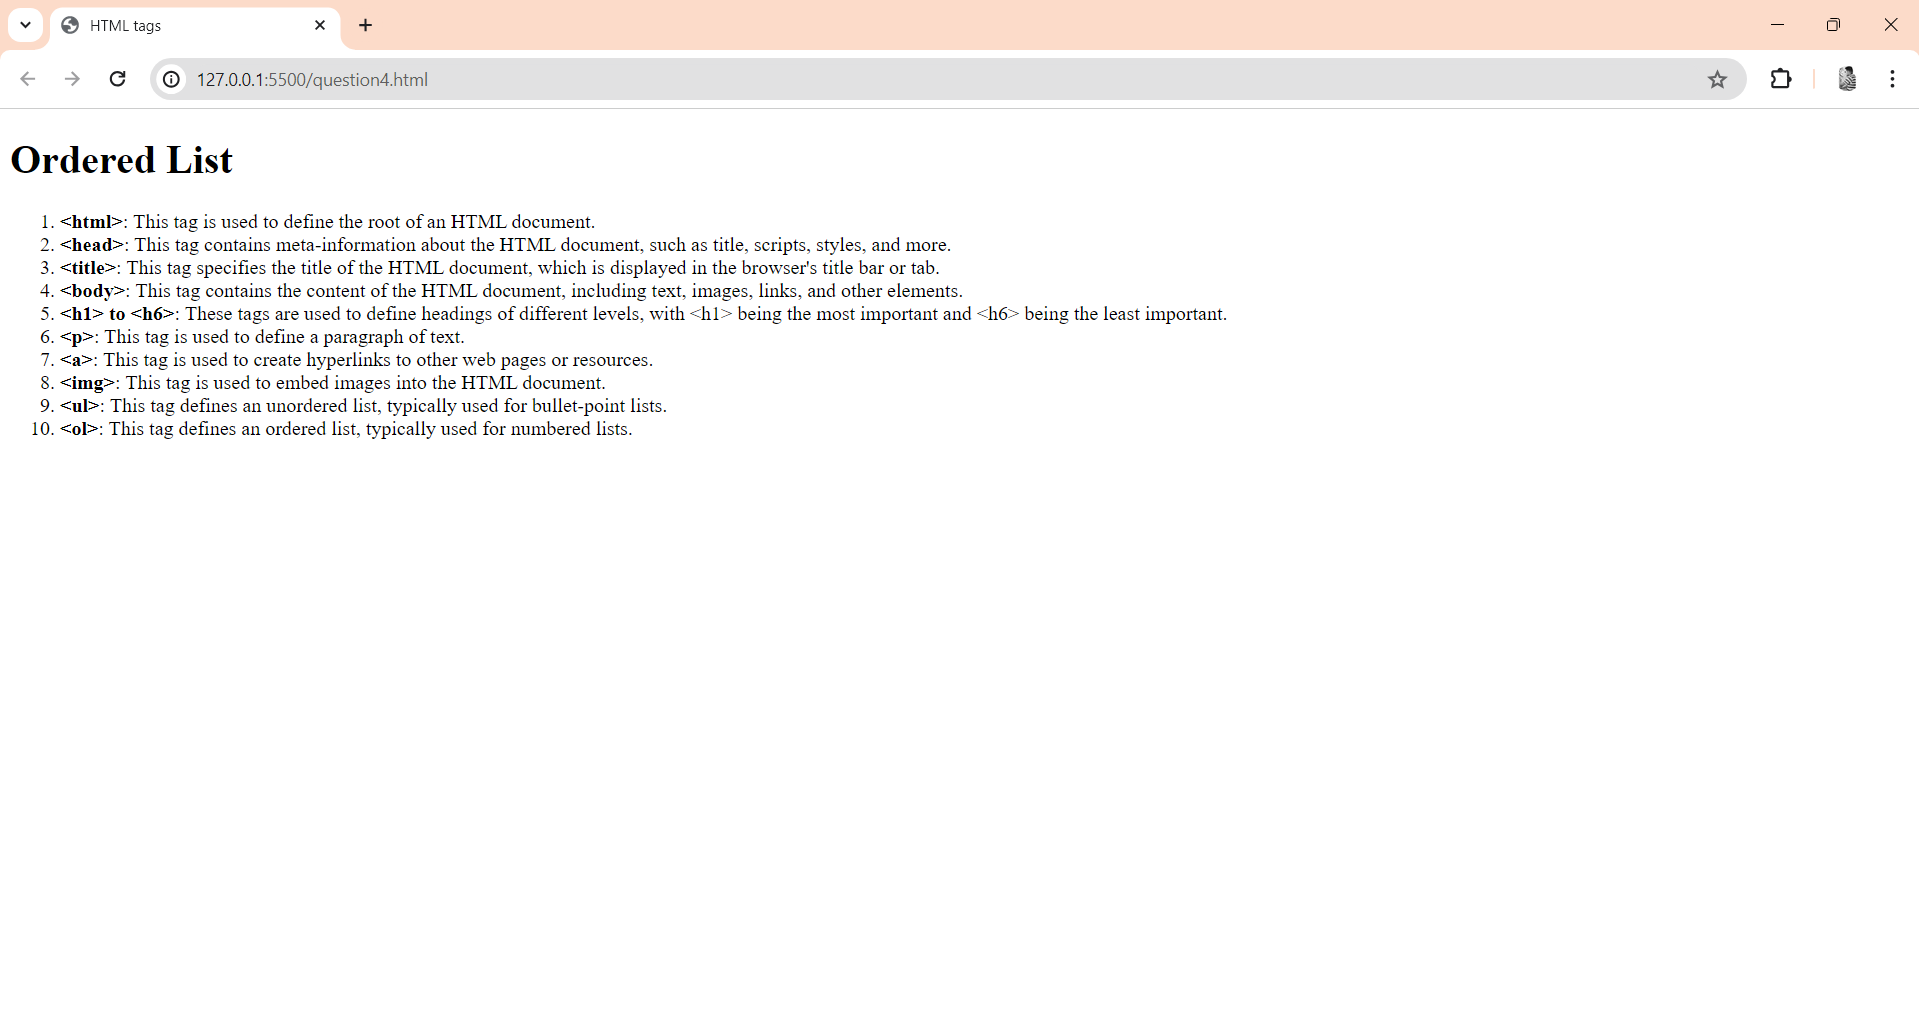 HTML tags
127.0.0.1:5500/question4.html
Ordered List
1. <html>: This tag is used to define the root of an HTML document.
2. <head>: This tag contains meta-information about the HTML document, such as title, scripts, styles, and more.
3. <title>: This tag specifies the title of the HTML document, which is displayed in the browser's title bar or tab.
4. <body>: This tag contains the content of the HTML document, including text, images, links, and other elements.
5. <h1> to <h6>: These tags are used to define headings of different levels, with <h1> being the most important and <h6> being the least important.
6. <p>: This tag is used to define a paragraph of text.
7. <a>: This tag is used to create hyperlinks to other web pages or resources.
8. <img>: This tag is used to embed images into the HTML document.
9. <ul>: This tag defines an unordered list, typically used for bullet-point lists.
10. <ol>: This tag defines an ordered list, typically used for numbered lists.